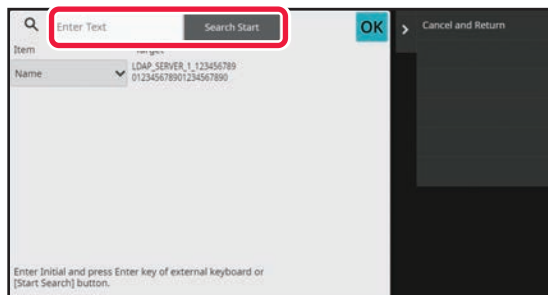 Enter Text
Search Start
OK
Cancel and Return
Item
Target
Name
LDAP_SERVER_1_123456789
012345678901234567890
Enter Initial and press Enter key of external keyboard or
[Start Search] button.